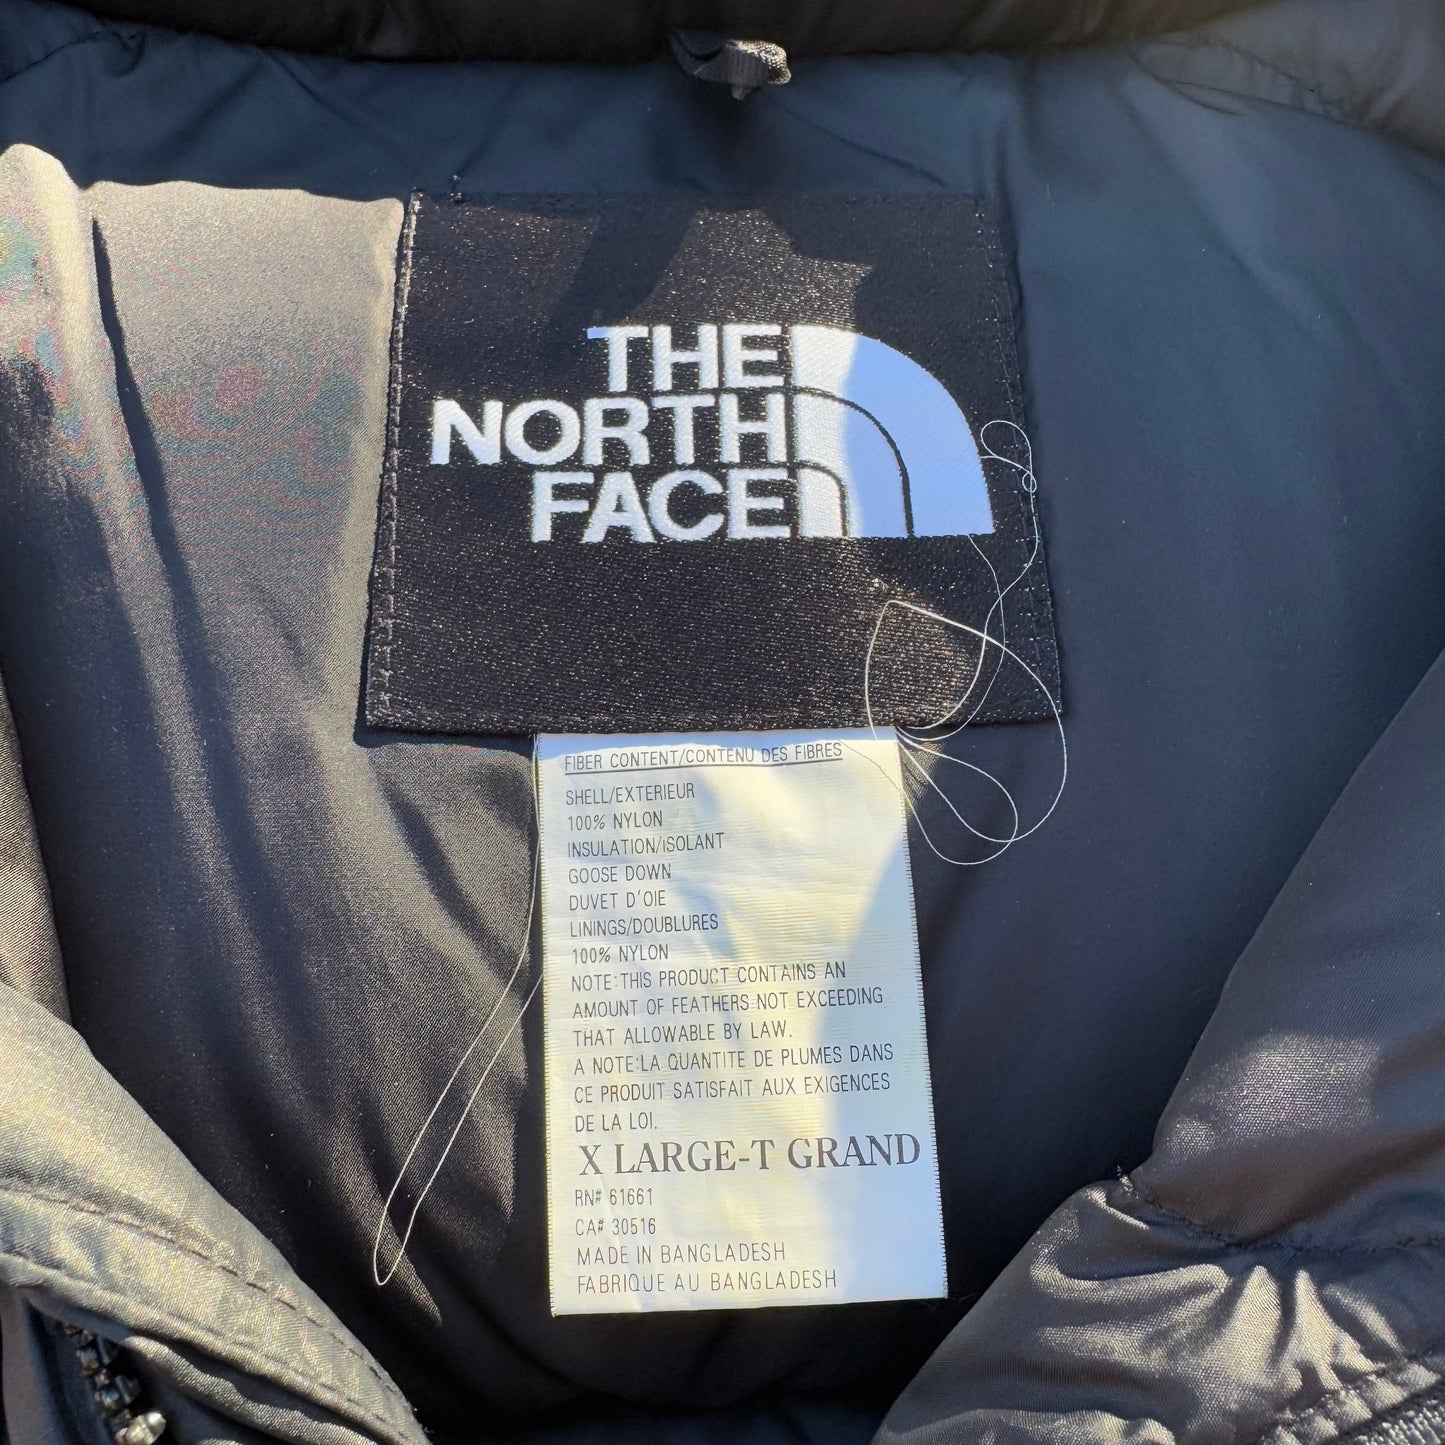 THE
NORTH
FACE
FIBER CONTENT/CONTENU DES FIBRES
SHELL/EXTERIEUR
100% NYLON
INSULATION/ISOLANT
GOOSE DOWN
DUVET D'OIE
LININGS/DOUBLURES
100% NYLON
NOTE:THIS PRODUCT CONTAINS AN
AMOUNT OF FEATHERS NOT EXCEEDING
THAT ALLOWABLE BY LAW.
A NOTE:LA QUANTITE DE PLUMES DANS
CE PRODUIT SATISFAIT AUX EXIGENCES
DE LA LOI.
X LARGE-T GRAND
RN# 61661
CA# 30516
MADE IN BANGLADESH
FABRIQUE AU BANGLADESH